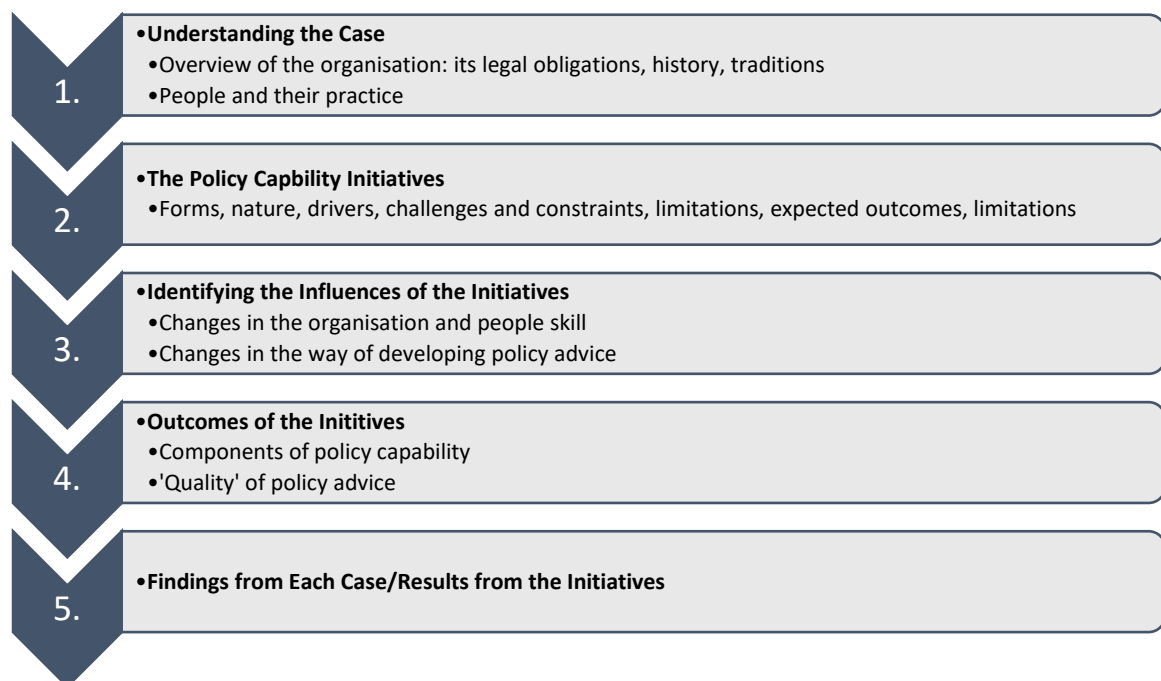 1.
•Understanding the Case
•Overview of the organisation: its legal obligations, history, traditions
•People and their practice
2.
•The Policy Capbility Initiatives
•Forms, nature, drivers, challenges and constraints, limitations, expected outcomes, limitations
3.
•Identifying the Influences of the Initiatives
•Changes in the organisation and people skill
•Changes in the way of developing policy advice
4.
•Outcomes of the Inititives
•Components of policy capability
•'Quality' of policy advice
5.
•Findings from Each Case/Results from the Initiatives